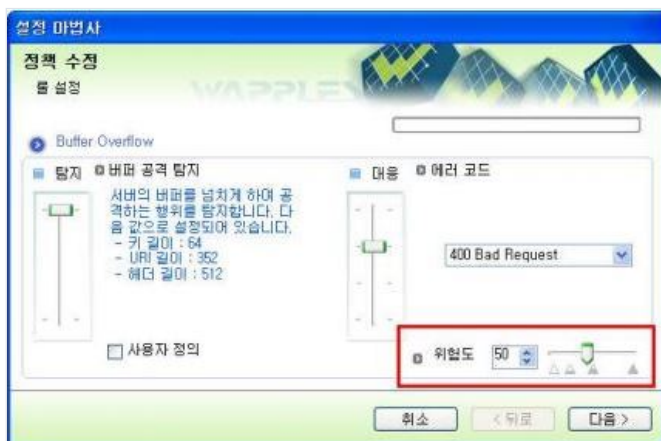 설정 마법사
정책 수정
룰 설정
WAPPLES
Buffer Overflow
탐지
버퍼 공격 탐지
서버의 버퍼를 넘치게 하여 공
격하는 행위를 탐지합니다. 다
음 값으로 설정되어 있습니다.
- 키 길이 : 64
- URI 길이 : 352
- 헤더 길이 : 512
사용자 정의
대응
에러 코드
400 Bad Request
위험도 50
취소
< 뒤로
다음 >